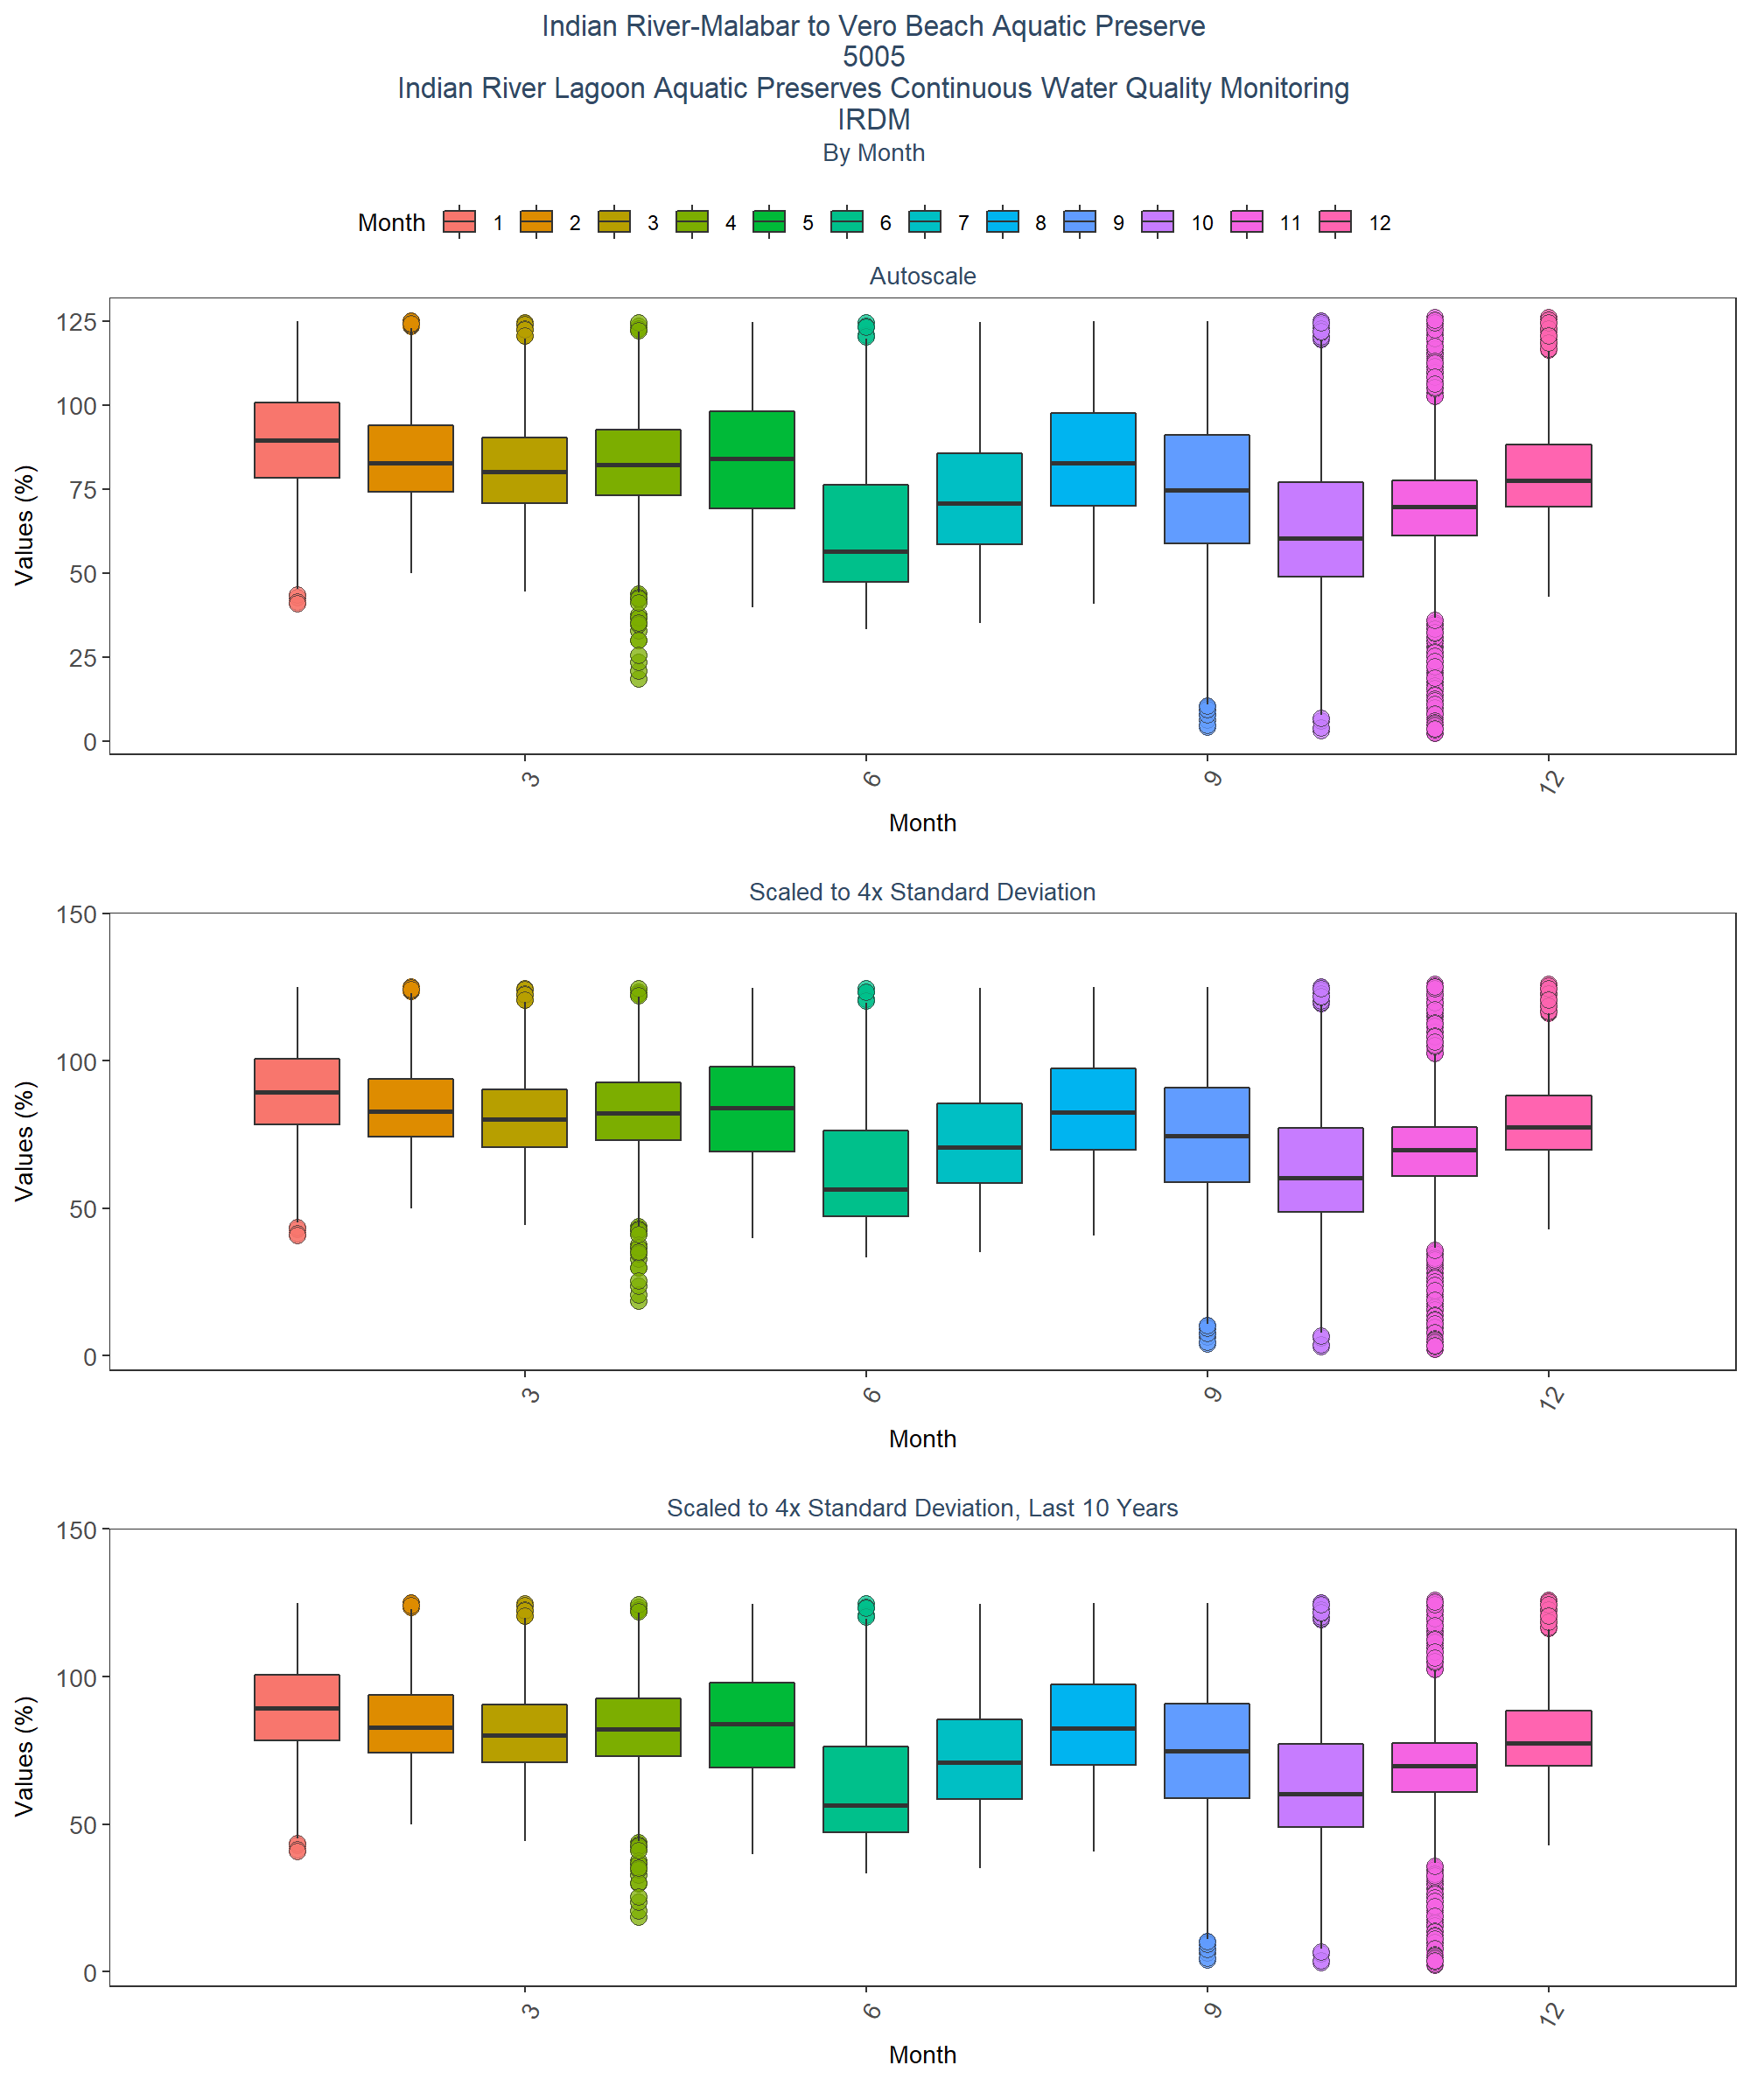 Indian River-Malabar to Vero Beach Aquatic Preserve
5005
Indian River Lagoon Aquatic Preserves Continuous Water Quality Monitoring
IRDM
By Month
Month 1 2 3 4 5 6 7 8 9 10 11 12
Autoscale
Values (%)
125
100
75
50
25
0
3 6 9 12
Month
Scaled to 4x Standard Deviation
Values (%)
150
100
50
0
3 6 9 12
Month
Scaled to 4x Standard Deviation, Last 10 Years
Values (%)
150
100
50
0
3 6 9 12
Month